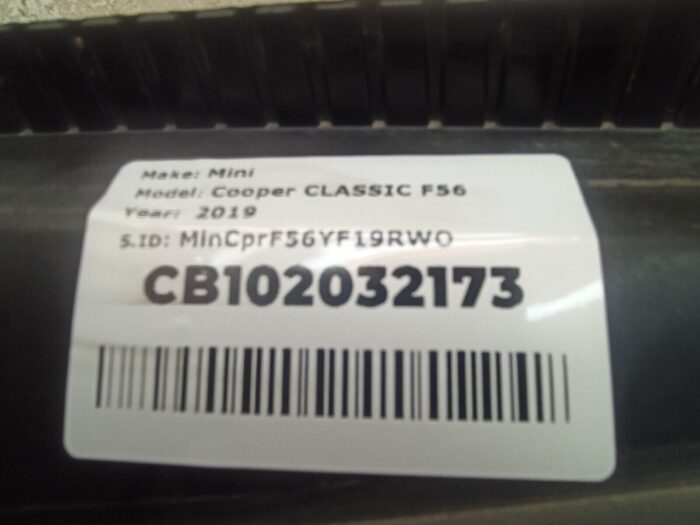 Make: Mini
Model: Cooper CLASSIC F56
Year: 2019
S.ID: MinCprF56YF19RWO
CB102032173